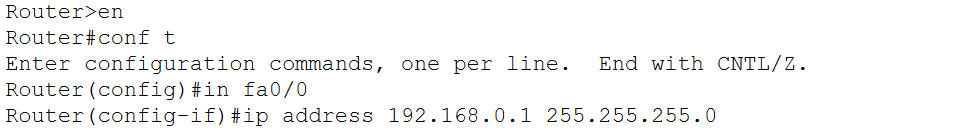 Router>en
Router#conf t
Enter configuration commands, one per line.  End with CNTL/Z.
Router(config)#in fa0/0
Router(config-if)#ip address 192.168.0.1 255.255.255.0